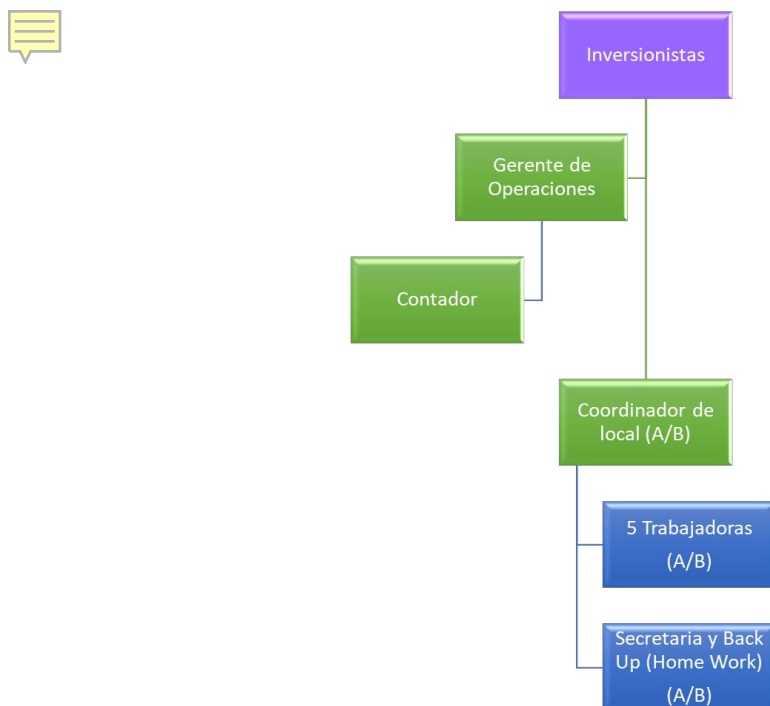 Inversionistas
Gerente de
Operaciones
Contador
Coordinador de
local (A/B)
5 Trabajadoras
(A/B)
Secretaria y Back
Up (Home Work)
(A/B)